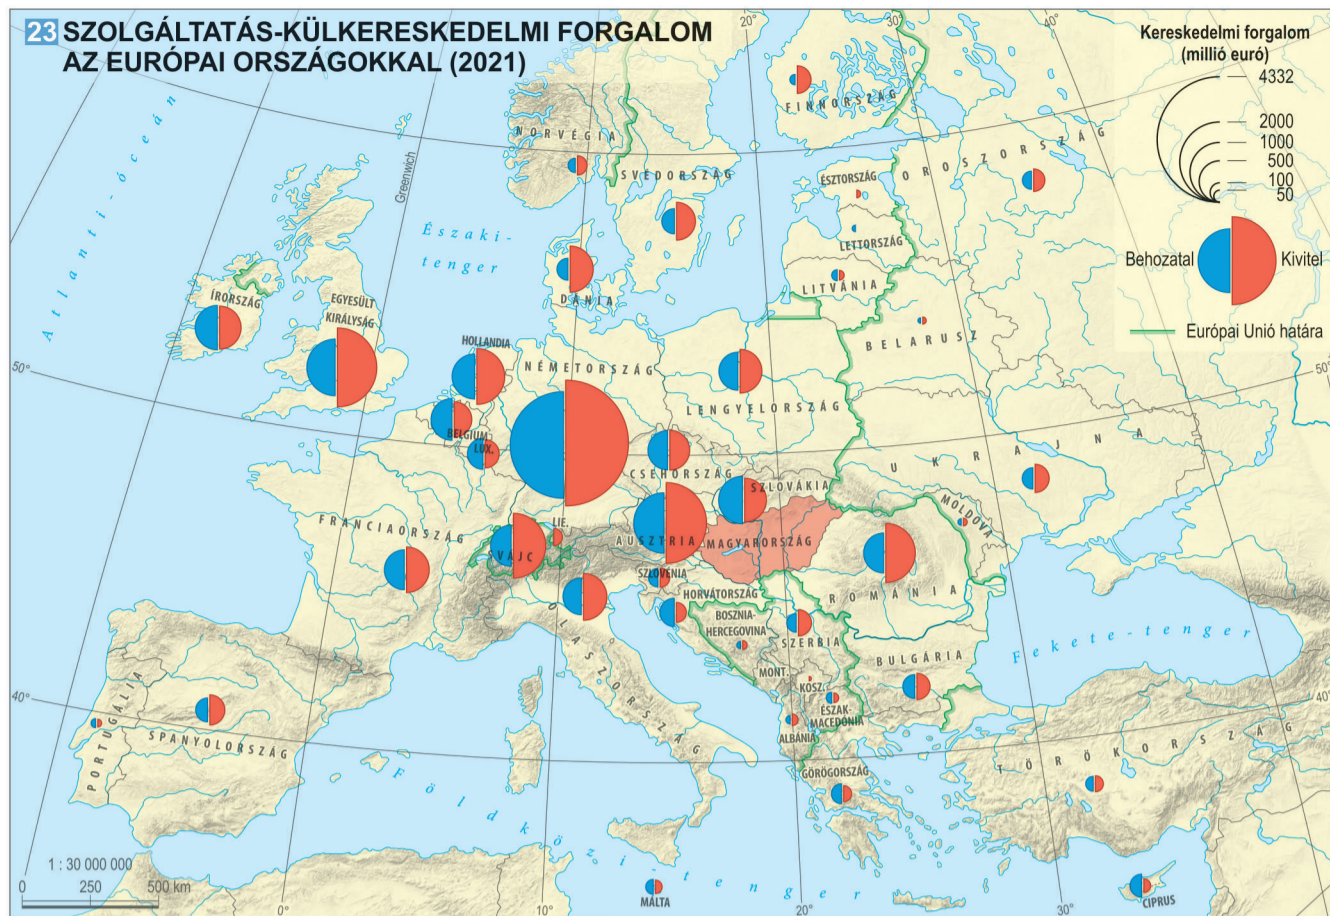 23 SZOLGÁLTATÁS-KÜLKERESKEDELMI FORGALOM
AZ EURÓPAI ORSZÁGOKKAL (2021)
20°
30°
40°
Kereskedelmi forgalom
(millió euró)
4332
2000
1000
500
100
50
Behozatal
Kivitel
Európai Unió határa
Atlanti-óceán
Greenwich
Északi-
tenger
NORVÉGIA
SVÉDORSZÁG
FINNORSZÁG
OROSZORSZÁG
ÉSZTORSZÁG
LETTORSZÁG
LITVÁNIA
BELARUSZ
DÁNIA
ÍRORSZÁG
EGYESÜLT
KIRÁLYSÁG
HOLLANDIA
NÉMETORSZÁG
LENGYELORSZÁG
BELGIUM
LUX.
CSEHORSZÁG
SZLOVÁKIA
UKRAJNA
MOLDOVA
50°
50°
FRANCIAORSZÁG
LIE.
SVÁJC
AUSZTRIA
MAGYARORSZÁG
SZLOVÉNIA
HORVÁTORSZÁG
ROMÁNIA
BOSZNIA-
HERCEGOVINA
SZERBIA
OLASZORSZÁG
MONT.
KOSZ.
BULGÁRIA
Fekete-tenger
ÉSZAK-
MACEDÓNIA
ALBÁNIA
GÖRÖGORSZÁG
TÖRÖKORSZÁG
40°
40°
PORTUGÁLIA
SPANYOLORSZÁG
Földközi-tenger
MÁLTA
CIPRUS
1 : 30 000 000
0 250 500 km
0°
10°
20°
30°